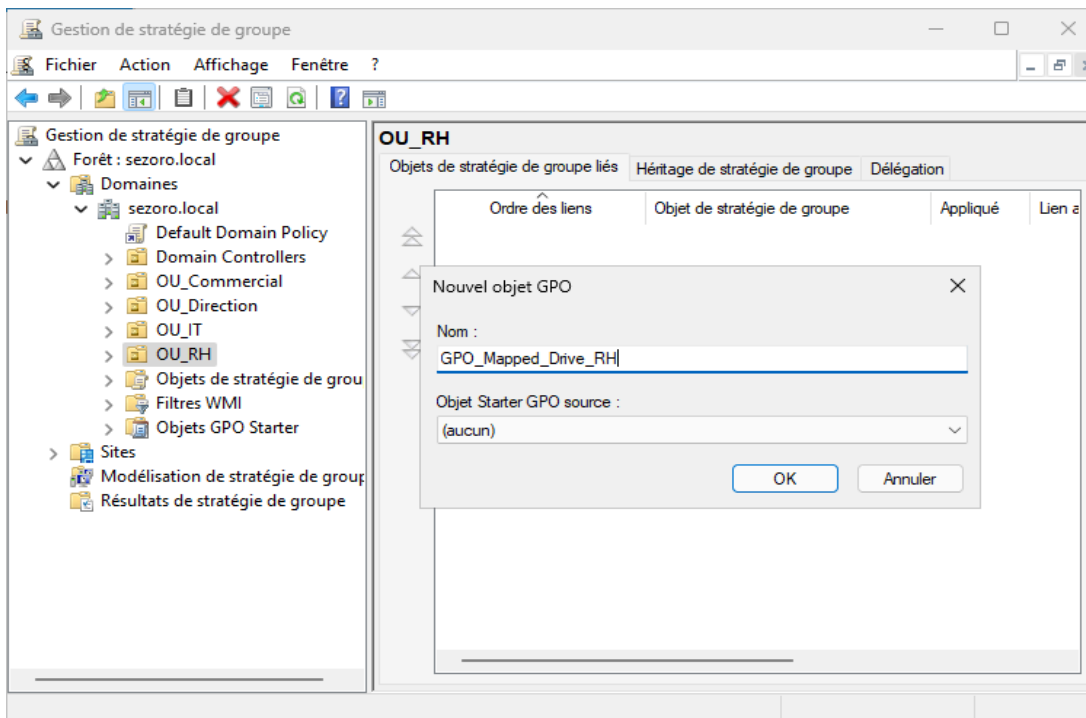 Gestion de stratégie de groupe
Fichier Action Affichage Fenêtre ?
Gestion de stratégie de groupe
Forêt : sezoro.local
Domaines
sezoro.local
Default Domain Policy
Domain Controllers
OU_Commercial
OU_Direction
OU_IT
OU_RH
Objets de stratégie de grou
Filtres WMI
Objets GPO Starter
Sites
Modélisation de stratégie de group
Résultats de stratégie de groupe
OU_RH
Objets de stratégie de groupe liés Héritage de stratégie de groupe Délégation
Ordre des liens Objet de stratégie de groupe Appliqué Lien a
Nouvel objet GPO
Nom :
GPO_Mapped_Drive_RH
Objet Starter GPO source :
(aucun)
OK Annuler